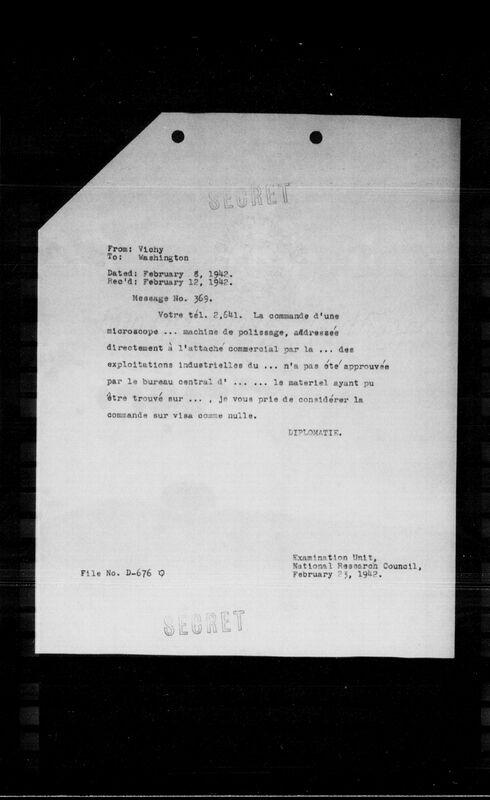 SECRET
From: Vichy
To: Washington
Dated: February 8, 1942.
Rec'd: February 12, 1942.
Message No. 369.
Votre tél. 2,641. La commande d'une
microscope ... machine de polissage, addressée
directement à l'attaché commercial par la ... des
exploitations industrielles du ... n'a pas été approuvée
par le bureau central d' ... ... le materiel ayant pu
être trouvé sur ... , je vous prie de considérer la
commande sur visa comme nulle.
DIPLOMATIE.
Examination Unit,
National Research Council,
February 23, 1942.
File No. D-676
SECRET